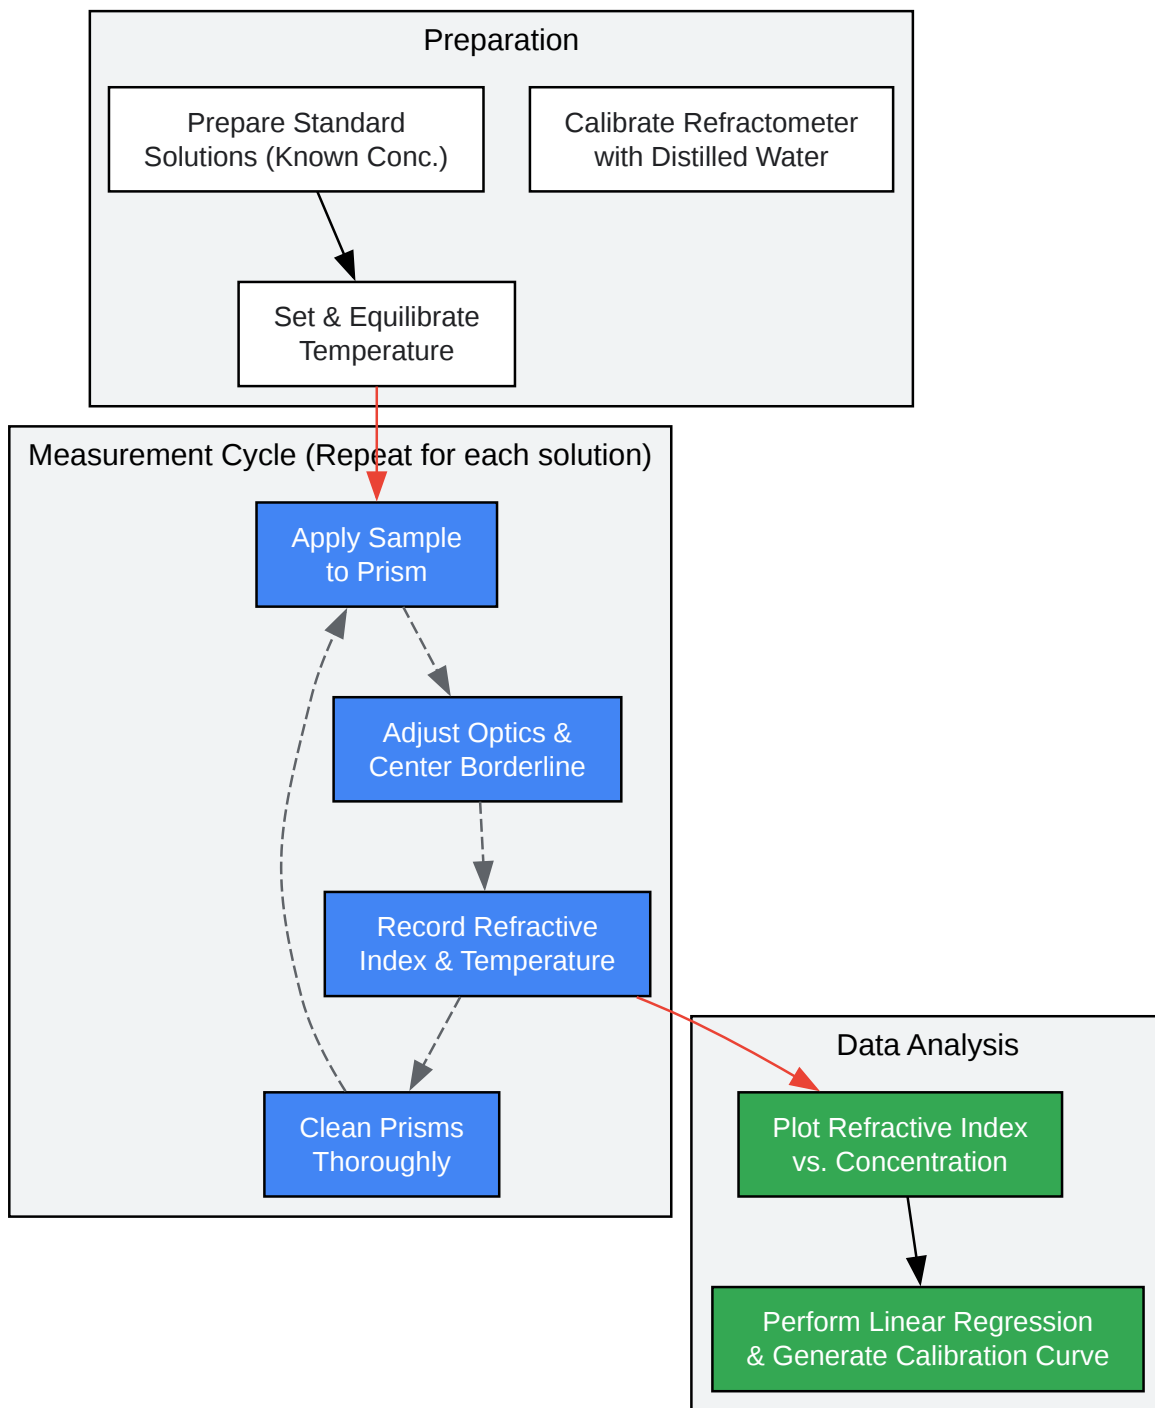 Preparation
Prepare Standard
Solutions (Known Conc.)
Calibrate Refractometer
with Distilled Water
Set & Equilibrate
Temperature
Measurement Cycle (Repeat for each solution)
Apply Sample
to Prism
Adjust Optics &
Center Borderline
Record Refractive
Index & Temperature
Clean Prisms
Thoroughly
Data Analysis
Plot Refractive Index
vs. Concentration
Perform Linear Regression
& Generate Calibration Curve